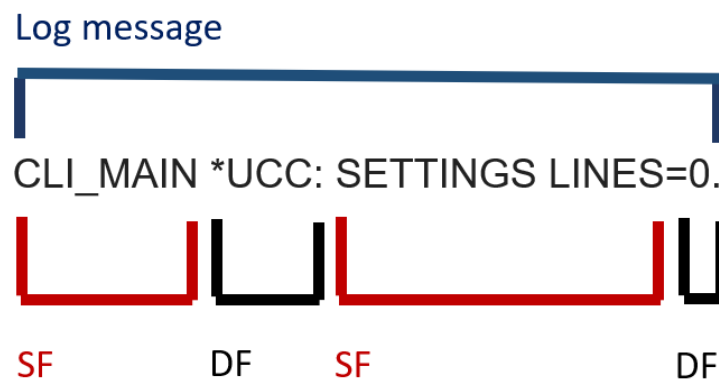 Log message
CLI_MAIN *UCC: SETTINGS LINES=0.
SF DF SF DF